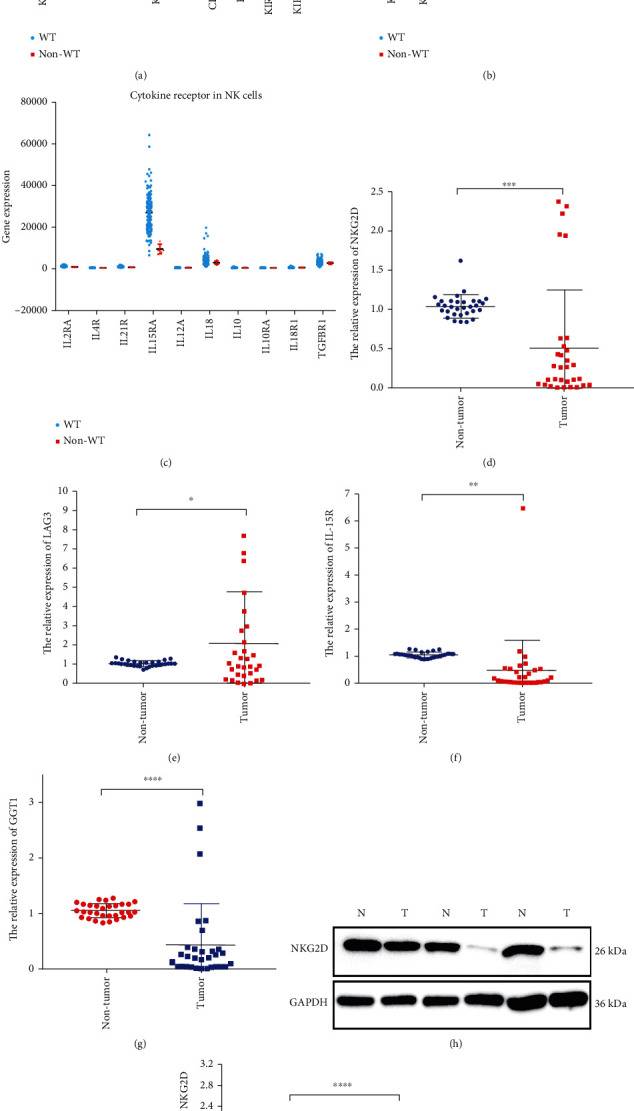 WT
Non-WT
(a)
WT
Non-WT
(b)
Cytokine receptor in NK cells
Gene expression
80000
60000
40000
20000
0
−20000
IL2RA
IL4R
IL21R
IL15RA
IL12A
IL18
IL10
IL10RA
IL18R1
TGFBR1
WT
Non-WT
(c)
The relative expression of NKG2D
2.5
2.0
1.5
1.0
0.5
0.0
***
Non-tumor
Tumor
(d)
The relative expression of LAG3
10
9
8
7
6
5
4
3
2
1
0
*
Non-tumor
Tumor
(e)
The relative expression of IL-15R
7
6
5
4
3
2
1
0
**
Non-tumor
Tumor
(f)
The relative expression of GGT1
3
2
1
0
****
Non-tumor
Tumor
(g)
N T N T N T
NKG2D 26 kDa
GAPDH 36 kDa
(h)
NKG2D
3.2
2.8
2.4
****